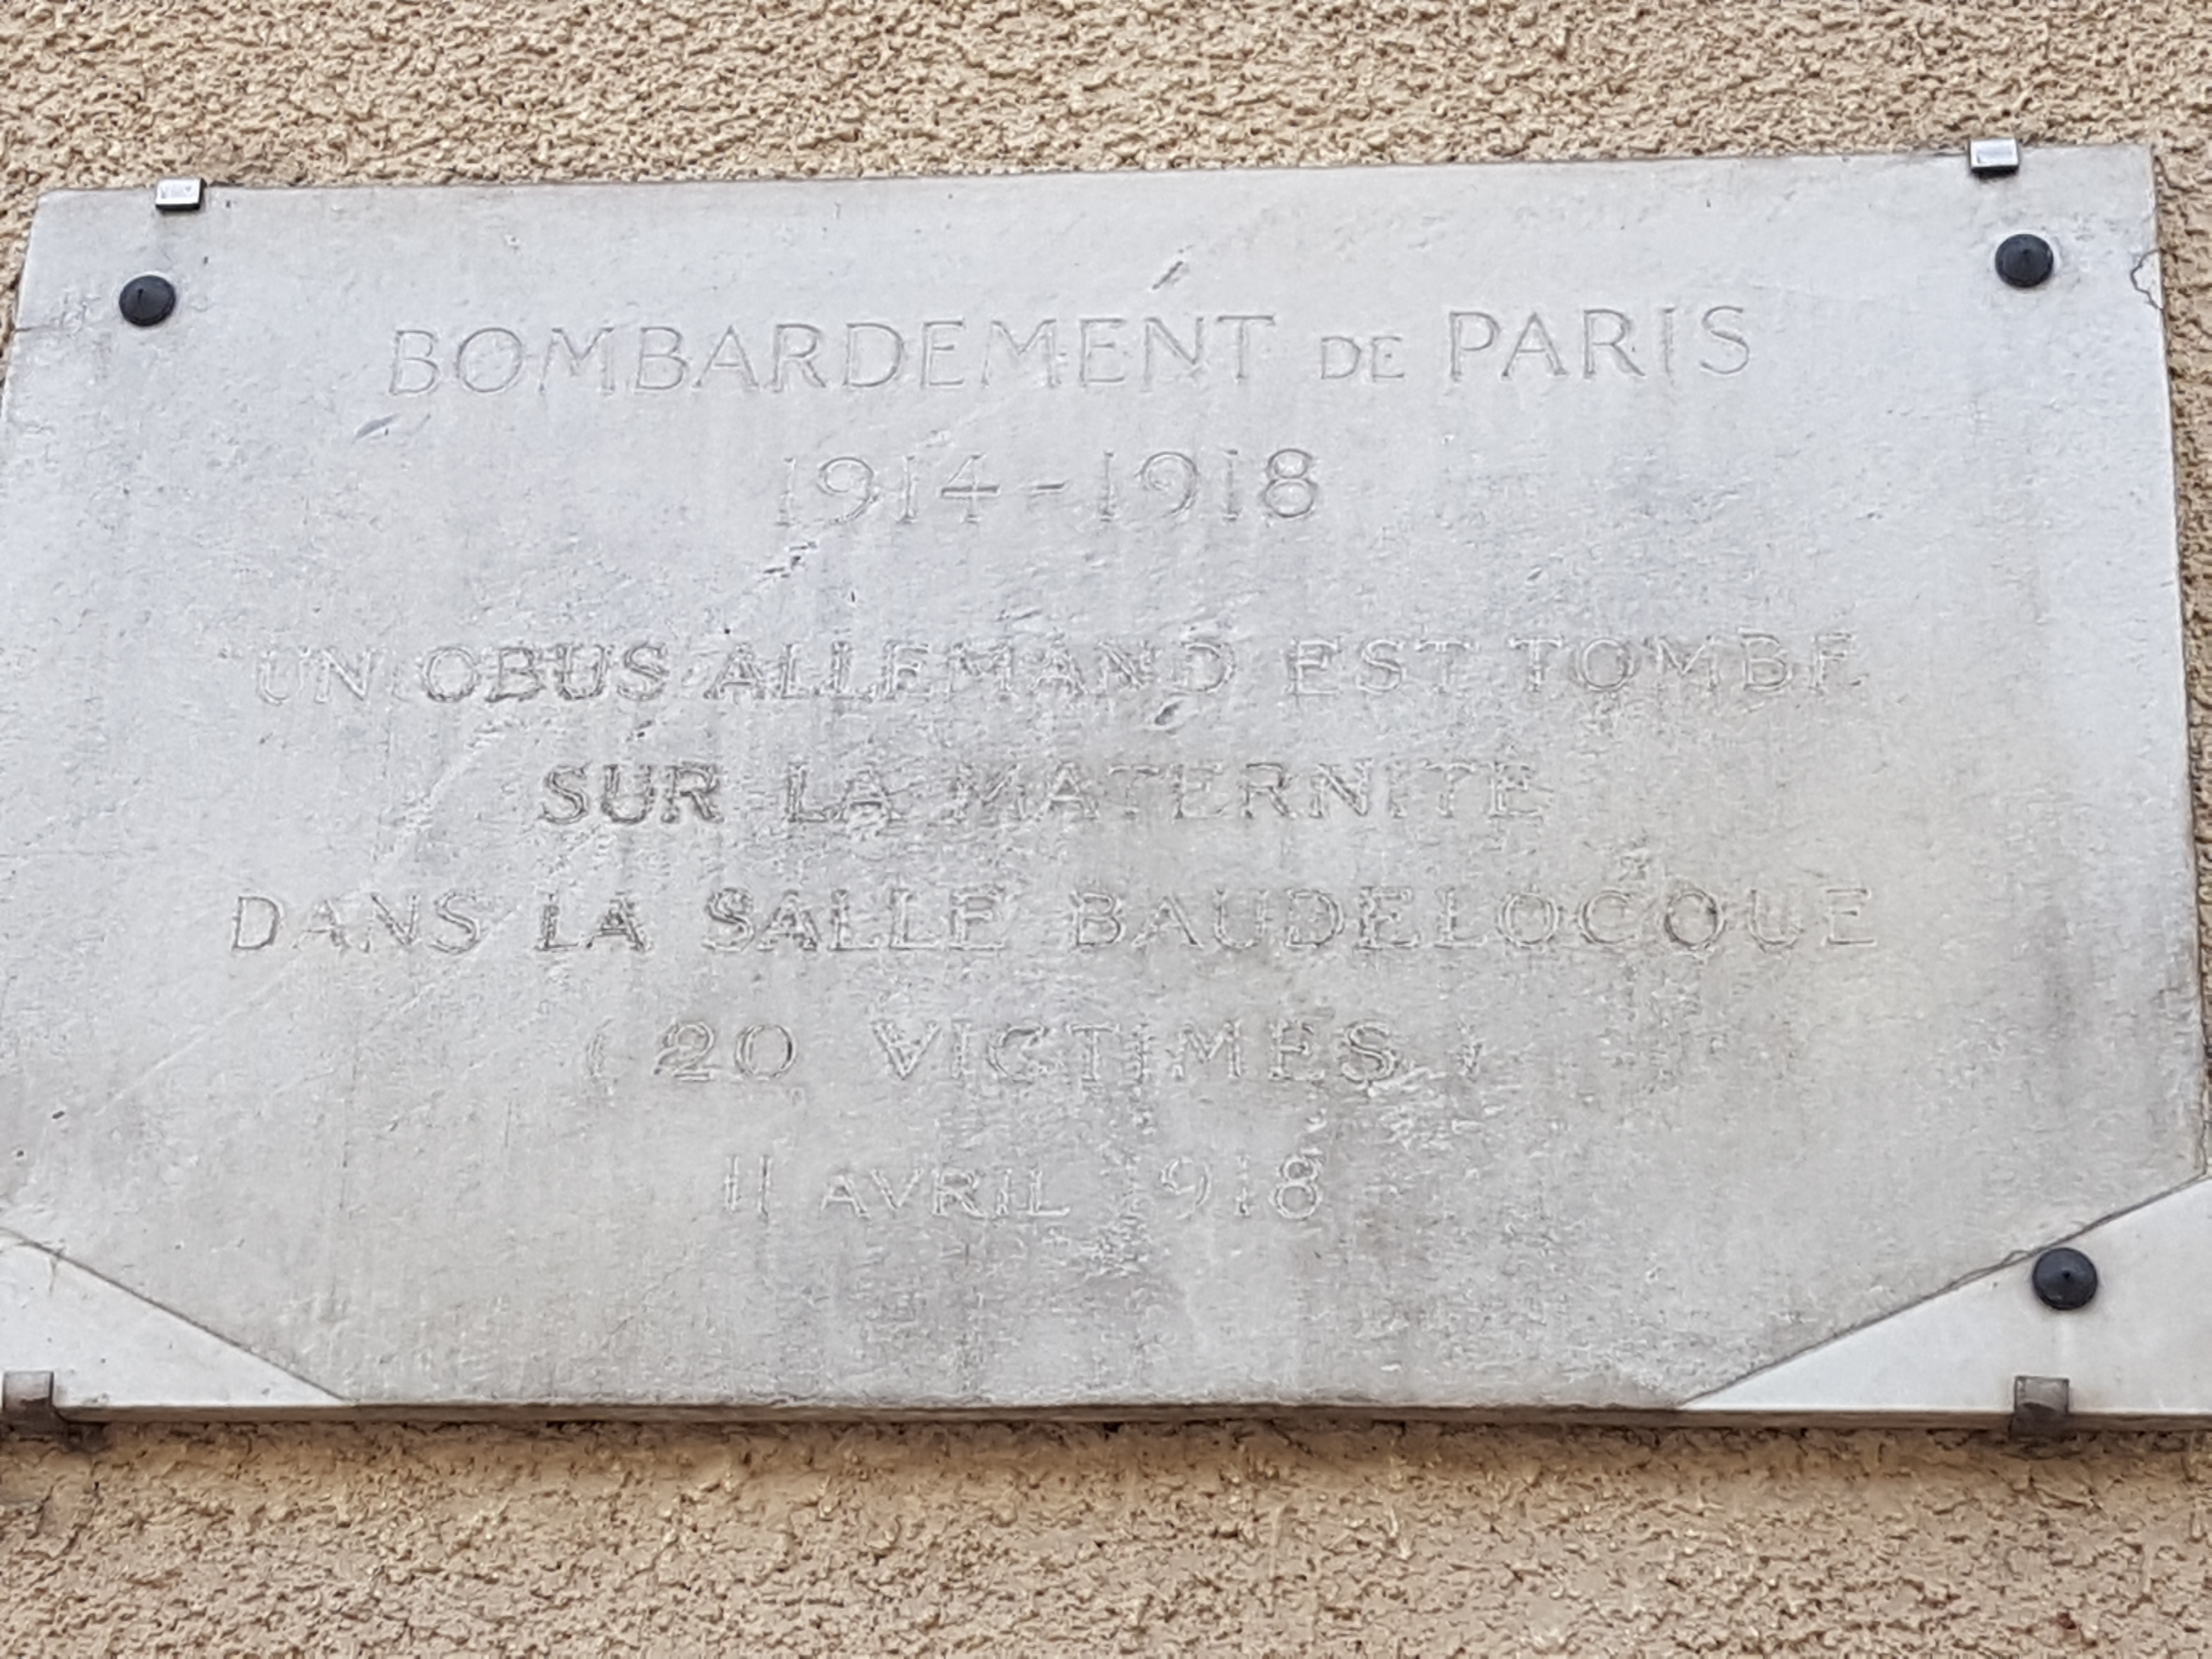 BOMBARDEMENT DE PARIS
1914-1918
UN OBUS ALLEMAND EST TOMBE
SUR LA MATERNITE
DANS LA SALLE BAUDELOCQUE
( 20 VICTIMES )
11 AVRIL 1918